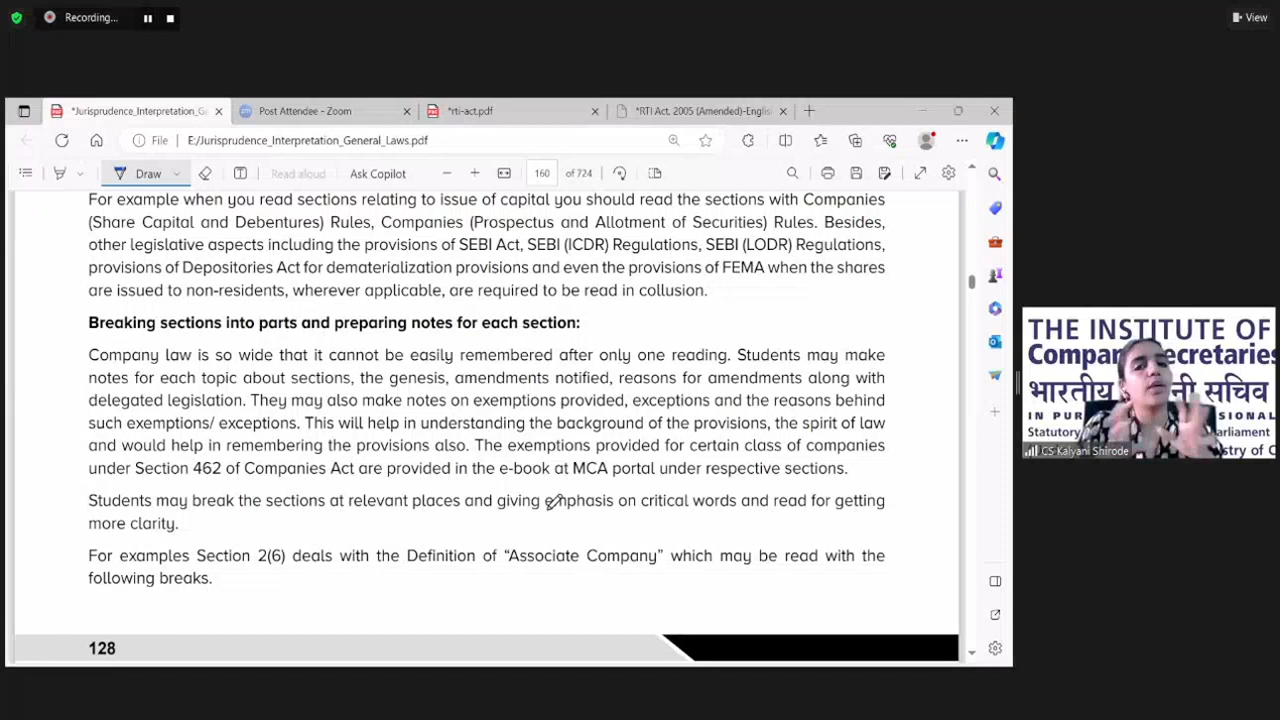 Recording...
View
*Jurisprudence_Interpretation_Ge
Post Attendee - Zoom
*rti-act.pdf
*RTI Act, 2005 (Amended)-Englis
File
E:/Jurisprudence_Interpretation_General_Laws.pdf
Draw
Read aloud
Ask Copilot
160
of 724
For example when you read sections relating to issue of capital you should read the sections with Companies
(Share Capital and Debentures) Rules, Companies (Prospectus and Allotment of Securities) Rules. Besides,
other legislative aspects including the provisions of SEBI Act, SEBI (ICDR) Regulations, SEBI (LODR) Regulations,
provisions of Depositories Act for dematerialization provisions and even the provisions of FEMA when the shares
are issued to non-residents, wherever applicable, are required to be read in collusion.
Breaking sections into parts and preparing notes for each section:
Company law is so wide that it cannot be easily remembered after only one reading. Students may make
notes for each topic about sections, the genesis, amendments notified, reasons for amendments along with
delegated legislation. They may also make notes on exemptions provided, exceptions and the reasons behind
such exemptions/ exceptions. This will help in understanding the background of the provisions, the spirit of law
and would help in remembering the provisions also. The exemptions provided for certain class of companies
under Section 462 of Companies Act are provided in the e-book at MCA portal under respective sections.
Students may break the sections at relevant places and giving emphasis on critical words and read for getting
more clarity.
For examples Section 2(6) deals with the Definition of “Associate Company” which may be read with the
following breaks.
128
THE INSTITUTE OF
Company Secretaries
भारतीय सचिव
IN PUR
Statutory
Parliament
CS Kalyani Shirode